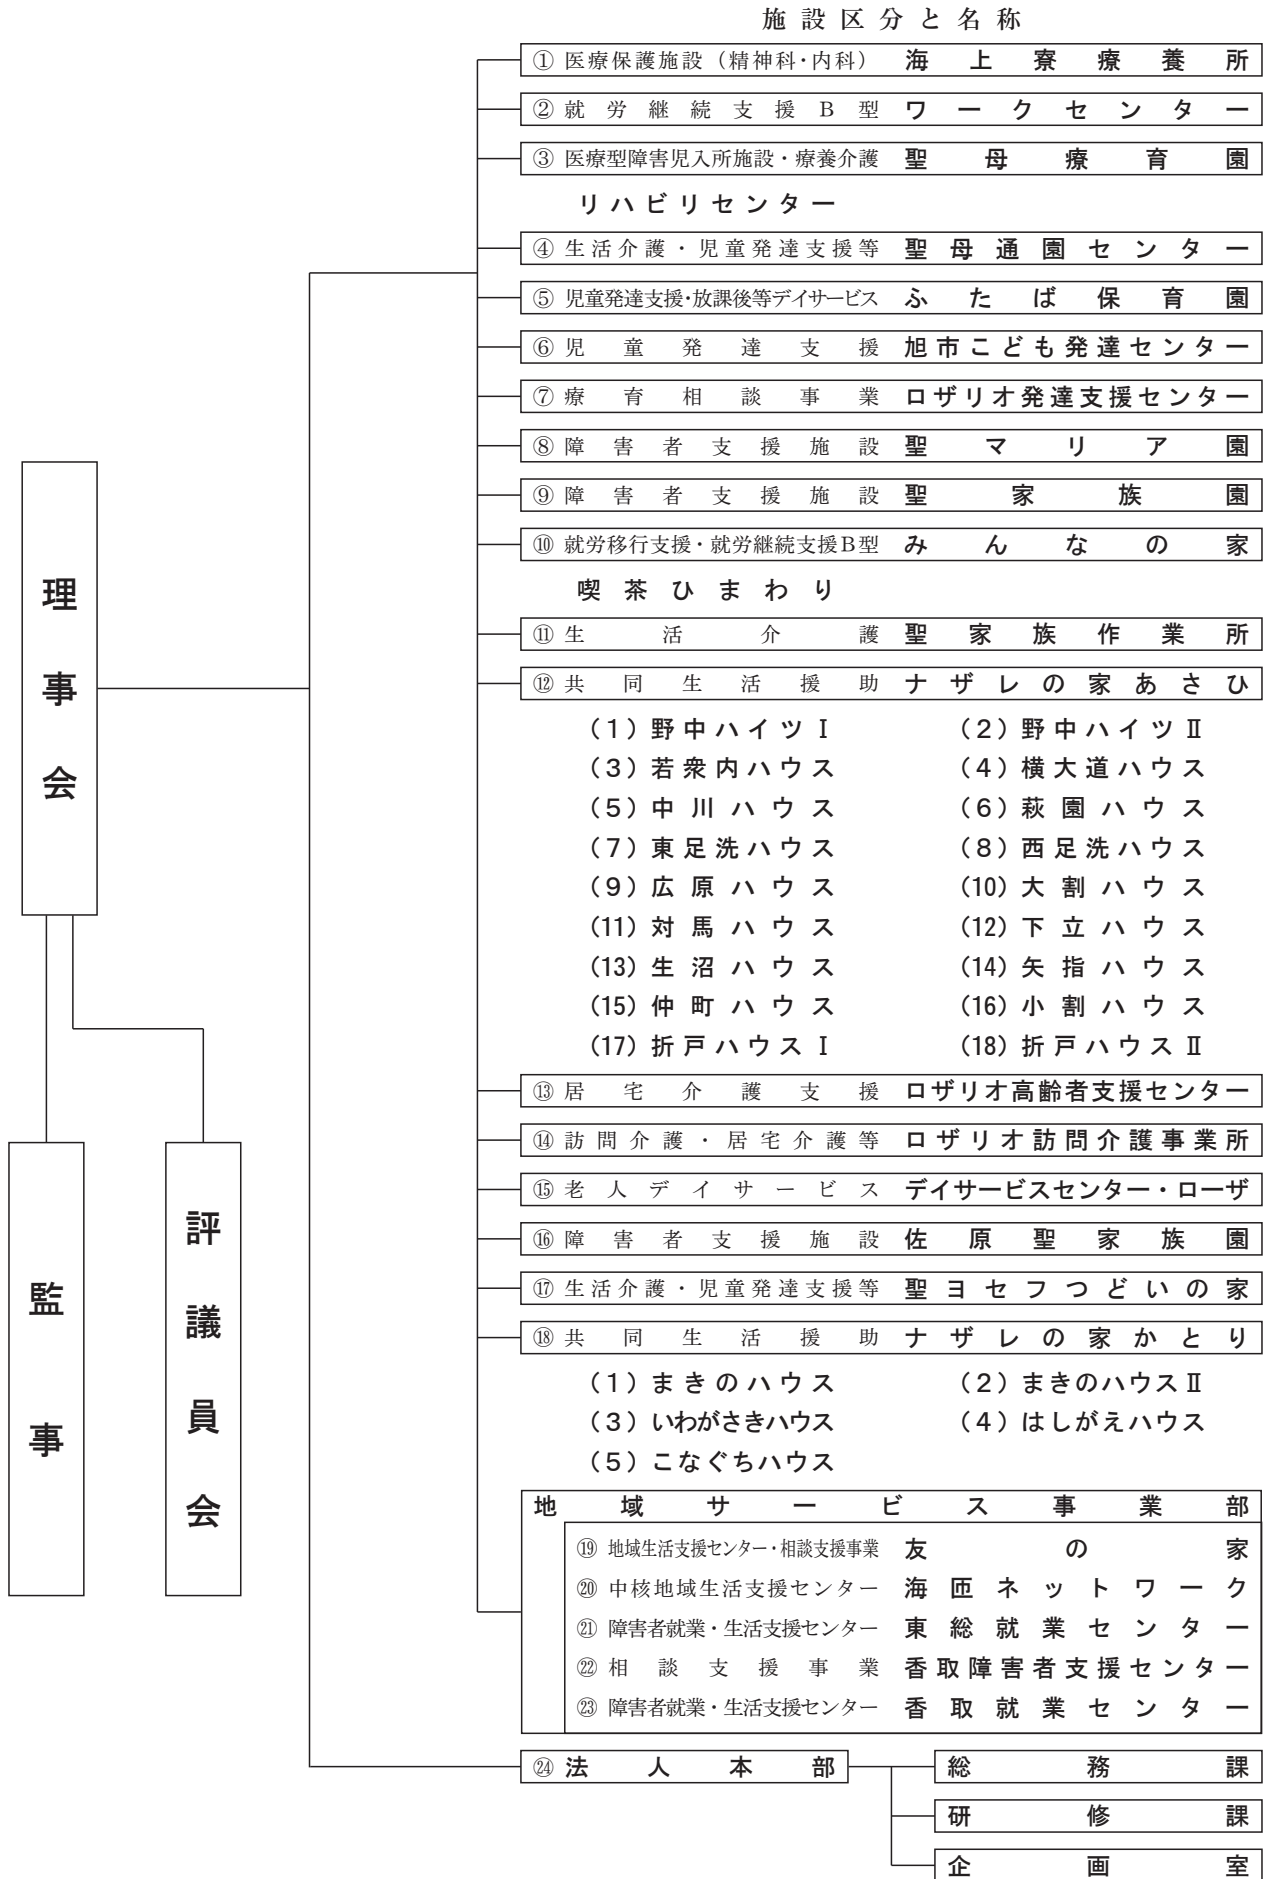 施設区分と名称
① 医療保護施設（精神科・内科） 海上寮療養所
② 就労継続支援B型 ワークセンター
③ 医療型障害児入所施設・療養介護 聖母療育園
リハビリセンター
④ 生活介護・児童発達支援等 聖母通園センター
⑤ 児童発達支援・放課後等デイサービス ふたば保育園
⑥ 児童発達支援 旭市こども発達センター
⑦ 療育相談事業 ロザリオ発達支援センター
⑧ 障害者支援施設 聖マリア園
⑨ 障害者支援施設 聖家族園
⑩ 就労移行支援・就労継続支援B型 みんなの家
喫茶ひまわり
⑪ 生活介護 聖家族作業所
⑫ 共同生活援助 ナザレの家あさひ
（1）野中ハイツⅠ （2）野中ハイツⅡ
（3）若衆内ハウス （4）横大道ハウス
（5）中川ハウス （6）萩園ハウス
（7）東足洗ハウス （8）西足洗ハウス
（9）広原ハウス （10）大割ハウス
（11）対馬ハウス （12）下立ハウス
（13）生沼ハウス （14）矢指ハウス
（15）仲町ハウス （16）小割ハウス
（17）折戸ハウスⅠ （18）折戸ハウスⅡ
⑬ 居宅介護支援 ロザリオ高齢者支援センター
⑭ 訪問介護・居宅介護等 ロザリオ訪問介護事業所
⑮ 老人デイサービス デイサービスセンター・ローザ
⑯ 障害者支援施設 佐原聖家族園
⑰ 生活介護・児童発達支援等 聖ヨセフつどいの家
⑱ 共同生活援助 ナザレの家かとり
（1）まきのハウス （2）まきのハウスⅡ
（3）いわがさきハウス （4）はしがえハウス
（5）こなぐちハウス
地域サービス事業部
⑲ 地域生活支援センター・相談支援事業 友の家
⑳ 中核地域生活支援センター 海匝ネットワーク
㉑ 障害者就業・生活支援センター 東総就業センター
㉒ 相談支援事業 香取障害者支援センター
㉓ 障害者就業・生活支援センター 香取就業センター
㉔ 法人本部 総務課
研修課
企画室
理事会
監事
評議員会